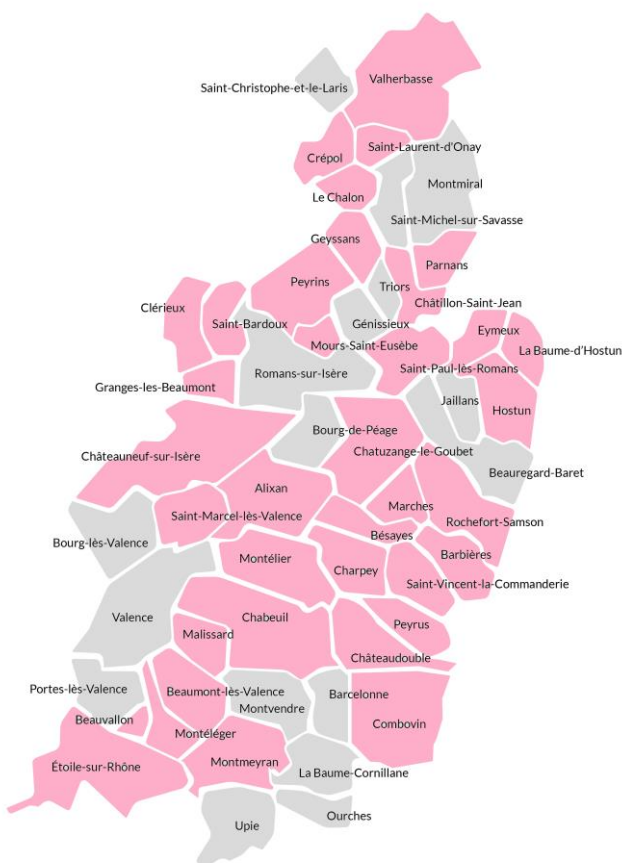 Valherbasse
Saint-Christophe-et-le-Laris
Saint-Laurent-d'Onay
Crépol
Montmiral
Le Chalon
Saint-Michel-sur-Savasse
Geyssans
Parnans
Peyrins
Triors
Châtillon-Saint-Jean
Clérieux
Saint-Bardoux
Génissieux
Eymeux
Mours-Saint-Eusèbe
La Baume-d'Hostun
Saint-Paul-lès-Romans
Romans-sur-Isère
Granges-les-Beaumont
Jaillans
Hostun
Bourg-de-Péage
Châteauneuf-sur-Isère
Chatuzange-le-Goubet
Beauregard-Baret
Alixan
Marches
Saint-Marcel-lès-Valence
Rochefort-Samson
Bésayes
Bourg-lès-Valence
Barbières
Montélier
Charpey
Saint-Vincent-la-Commanderie
Valence
Chabeuil
Peyrus
Malissard
Châteaudouble
Portes-lès-Valence
Beaumont-lès-Valence
Barcelonne
Montvendre
Beauvallon
Combovin
Montéléger
Étoile-sur-Rhône
Montmeyran
La Baume-Cornillane
Ourches
Upie